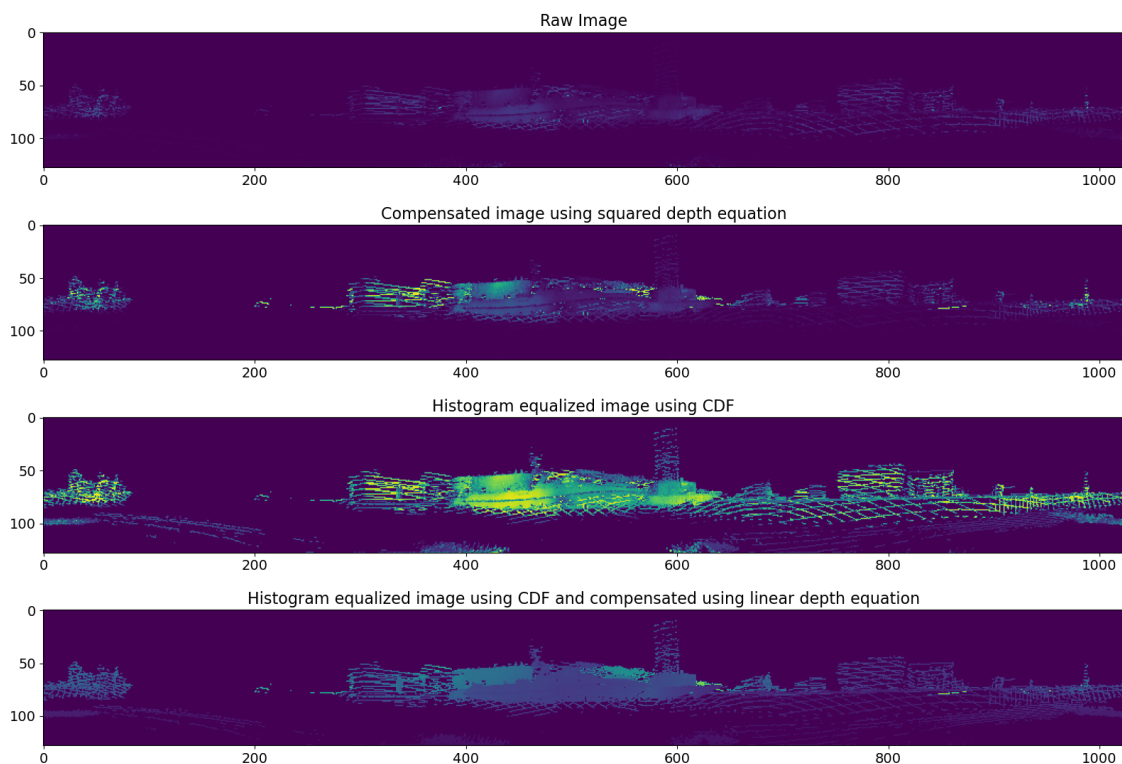 Raw Image
0
50
100
0 200 400 600 800 1000
Compensated image using squared depth equation
0
50
100
0 200 400 600 800 1000
Histogram equalized image using CDF
0
50
100
0 200 400 600 800 1000
Histogram equalized image using CDF and compensated using linear depth equation
0
50
100
0 200 400 600 800 1000